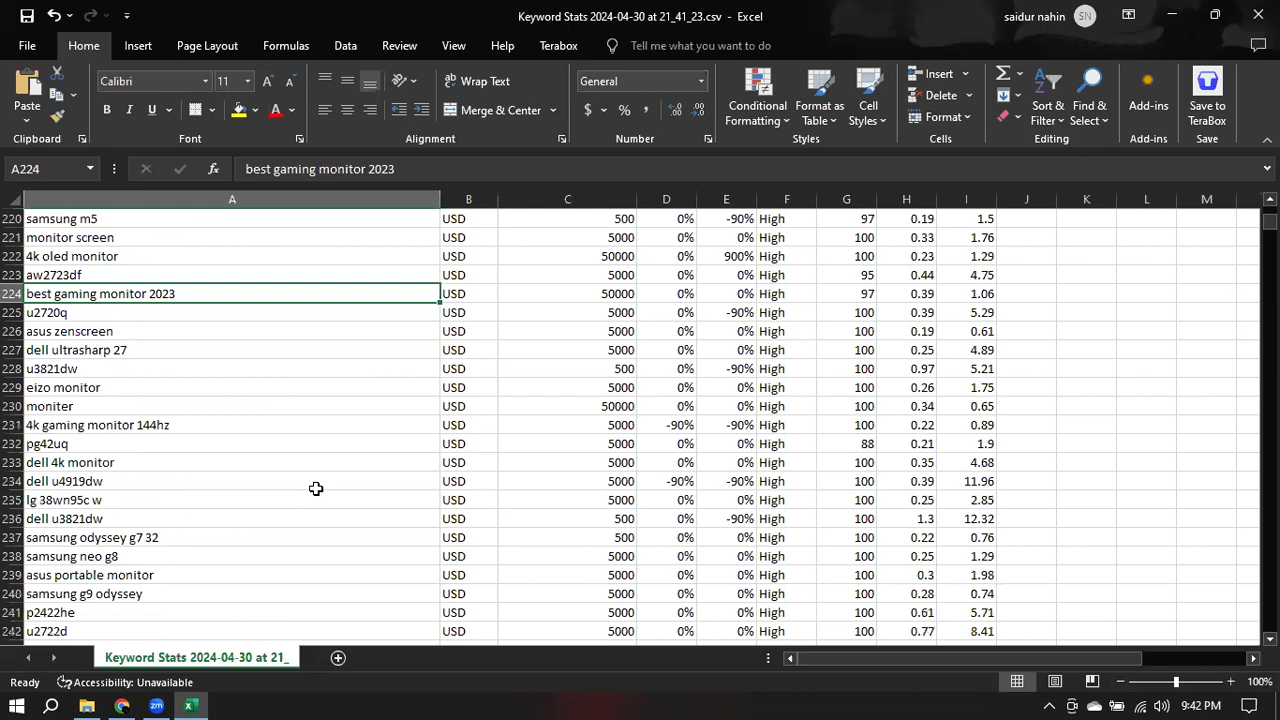 Keyword Stats 2024-04-30 at 21_41_23.csv - Excel
saidur nahin SN
File Home Insert Page Layout Formulas Data Review View Help Terabox Tell me what you want to do
Calibri 11 A A Wrap Text General Insert Σ
Paste Conditional Formatting Format as Table Cell Styles Delete Sort & Filter Find & Select Add-ins Save to TeraBox
B I U A Merge & Center $ % , Format
Clipboard Font Alignment Number Styles Cells Editing Add-ins Save
A224 fx best gaming monitor 2023
A B C D E F G H I J K L M
220 samsung m5 USD 500 0% -90% High 97 0.19 1.5
221 monitor screen USD 5000 0% 0% High 100 0.33 1.76
222 4k oled monitor USD 50000 0% 900% High 100 0.23 1.29
223 aw2723df USD 5000 0% 0% High 95 0.44 4.75
224 best gaming monitor 2023 USD 50000 0% 0% High 97 0.39 1.06
225 u2720q USD 5000 0% -90% High 100 0.39 5.29
226 asus zenscreen USD 5000 0% 0% High 100 0.19 0.61
227 dell ultrasharp 27 USD 5000 0% 0% High 100 0.25 4.89
228 u3821dw USD 500 0% -90% High 100 0.97 5.21
229 eizo monitor USD 5000 0% 0% High 100 0.26 1.75
230 moniter USD 50000 0% 0% High 100 0.34 0.65
231 4k gaming monitor 144hz USD 5000 -90% -90% High 100 0.22 0.89
232 pg42uq USD 5000 0% 0% High 88 0.21 1.9
233 dell 4k monitor USD 5000 0% 0% High 100 0.35 4.68
234 dell u4919dw USD 5000 -90% -90% High 100 0.39 11.96
235 lg 38wn95c w USD 5000 0% 0% High 100 0.25 2.85
236 dell u3821dw USD 500 0% -90% High 100 1.3 12.32
237 samsung odyssey g7 32 USD 500 0% 0% High 100 0.22 0.76
238 samsung neo g8 USD 5000 0% 0% High 100 0.25 1.29
239 asus portable monitor USD 5000 0% 0% High 100 0.3 1.98
240 samsung g9 odyssey USD 5000 0% 0% High 100 0.28 0.74
241 p2422he USD 5000 0% 0% High 100 0.61 5.71
242 u2722d USD 5000 0% 0% High 100 0.77 8.41
Keyword Stats 2024-04-30 at 21_
Ready Accessibility: Unavailable 100%
zm 9:42 PM